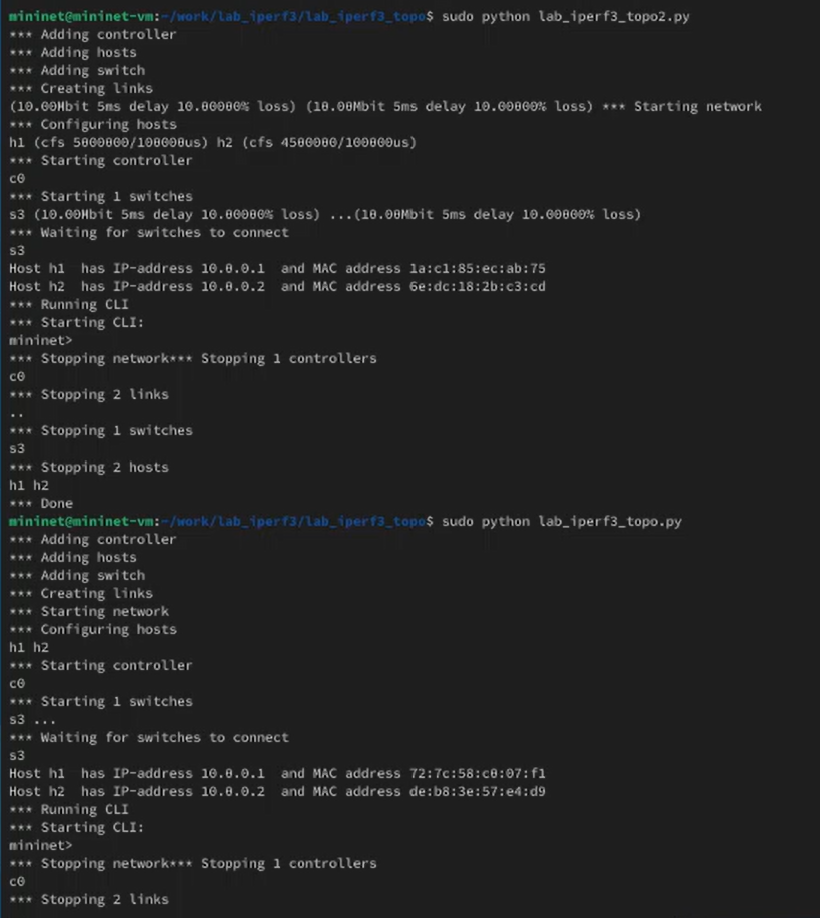 mininet@mininet-vm:~/work/lab_iperf3/lab_iperf3_topo$ sudo python lab_iperf3_topo2.py
*** Adding controller
*** Adding hosts
*** Adding switch
*** Creating links
(10.00Mbit 5ms delay 10.00000% loss) (10.00Mbit 5ms delay 10.00000% loss) *** Starting network
*** Configuring hosts
h1 (cfs 5000000/100000us) h2 (cfs 4500000/100000us)
*** Starting controller
c0
*** Starting 1 switches
s3 (10.00Mbit 5ms delay 10.00000% loss) ...(10.00Mbit 5ms delay 10.00000% loss)
*** Waiting for switches to connect
s3
Host h1  has IP-address 10.0.0.1  and MAC address 1a:c1:85:ec:ab:75
Host h2  has IP-address 10.0.0.2  and MAC address 6e:dc:18:2b:c3:cd
*** Running CLI
*** Starting CLI:
mininet>
*** Stopping network*** Stopping 1 controllers
c0
*** Stopping 2 links
..
*** Stopping 1 switches
s3
*** Stopping 2 hosts
h1 h2
*** Done
mininet@mininet-vm:~/work/lab_iperf3/lab_iperf3_topo$ sudo python lab_iperf3_topo.py
*** Adding controller
*** Adding hosts
*** Adding switch
*** Creating links
*** Starting network
*** Configuring hosts
h1 h2
*** Starting controller
c0
*** Starting 1 switches
s3 ...
*** Waiting for switches to connect
s3
Host h1  has IP-address 10.0.0.1  and MAC address 72:7c:58:c0:07:f1
Host h2  has IP-address 10.0.0.2  and MAC address de:b8:3e:57:e4:d9
*** Running CLI
*** Starting CLI:
mininet>
*** Stopping network*** Stopping 1 controllers
c0
*** Stopping 2 links